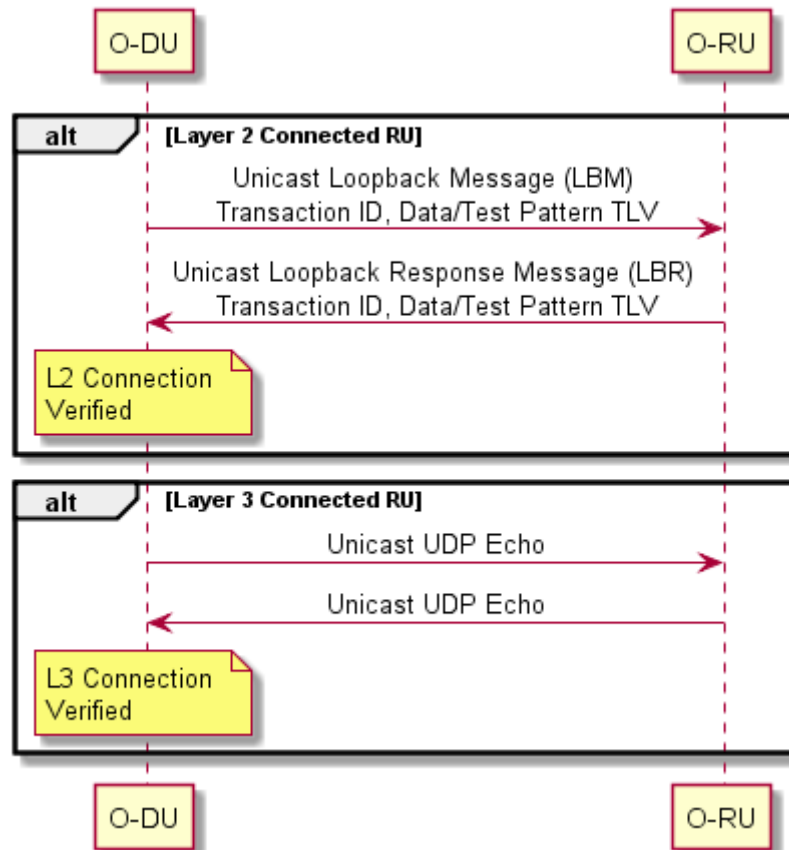 O-DU
O-RU
alt
[Layer 2 Connected RU]
Unicast Loopback Message (LBM)
Transaction ID, Data/Test Pattern TLV
Unicast Loopback Response Message (LBR)
Transaction ID, Data/Test Pattern TLV
L2 Connection
Verified
alt
[Layer 3 Connected RU]
Unicast UDP Echo
Unicast UDP Echo
L3 Connection
Verified
O-DU
O-RU